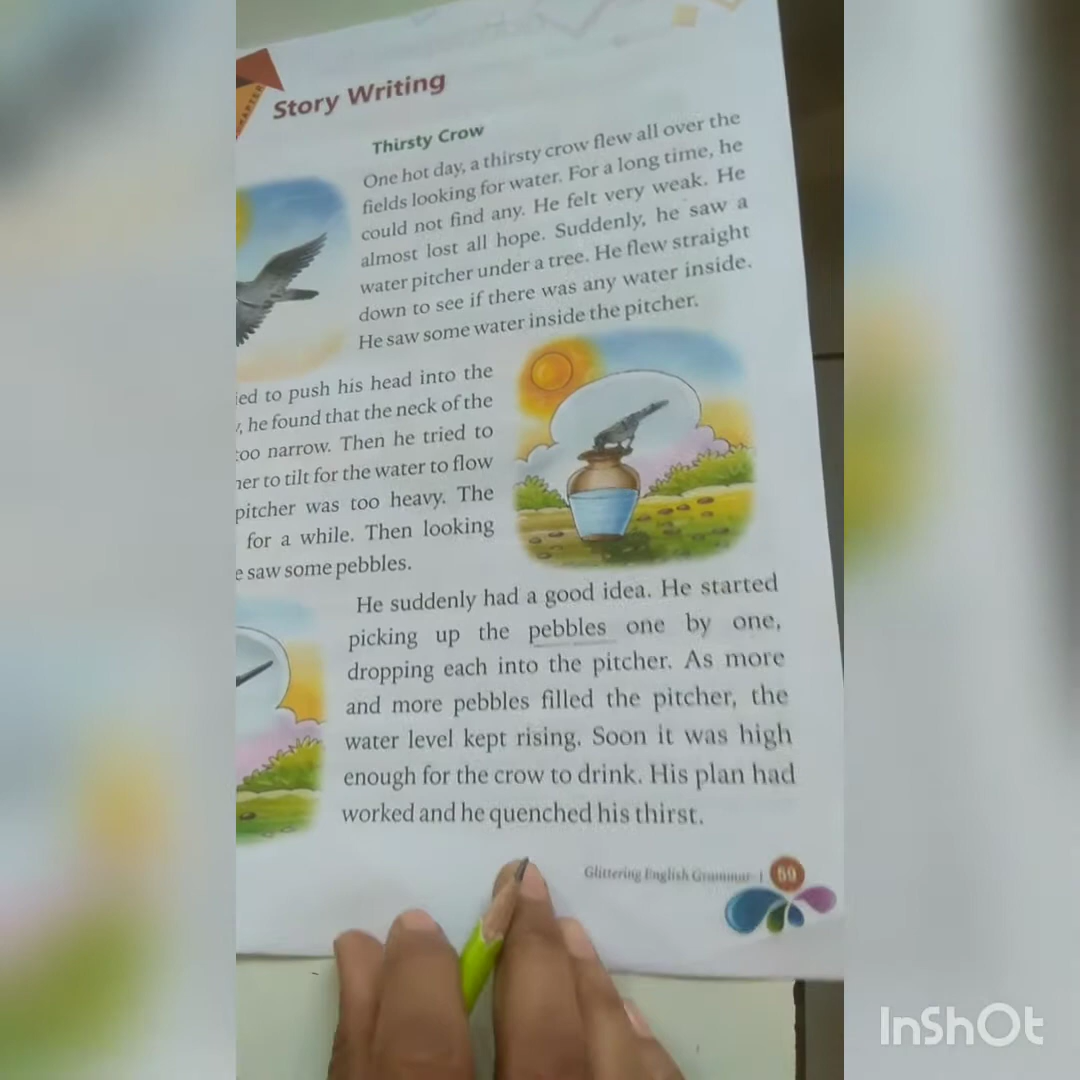 CHAPTER
Story Writing
Thirsty Crow
One hot day, a thirsty crow flew all over the
fields looking for water. For a long time, he
could not find any. He felt very weak. He
almost lost all hope. Suddenly, he saw a
water pitcher under a tree. He flew straight
down to see if there was any water inside.
He saw some water inside the pitcher.
ied to push his head into the
, he found that the neck of the
too narrow. Then he tried to
her to tilt for the water to flow
pitcher was too heavy. The
for a while. Then looking
e saw some pebbles.
He suddenly had a good idea. He started
picking up the pebbles one by one,
dropping each into the pitcher. As more
and more pebbles filled the pitcher, the
water level kept rising. Soon it was high
enough for the crow to drink. His plan had
worked and he quenched his thirst.
Glittering English Grammar- 1 59
InShOt